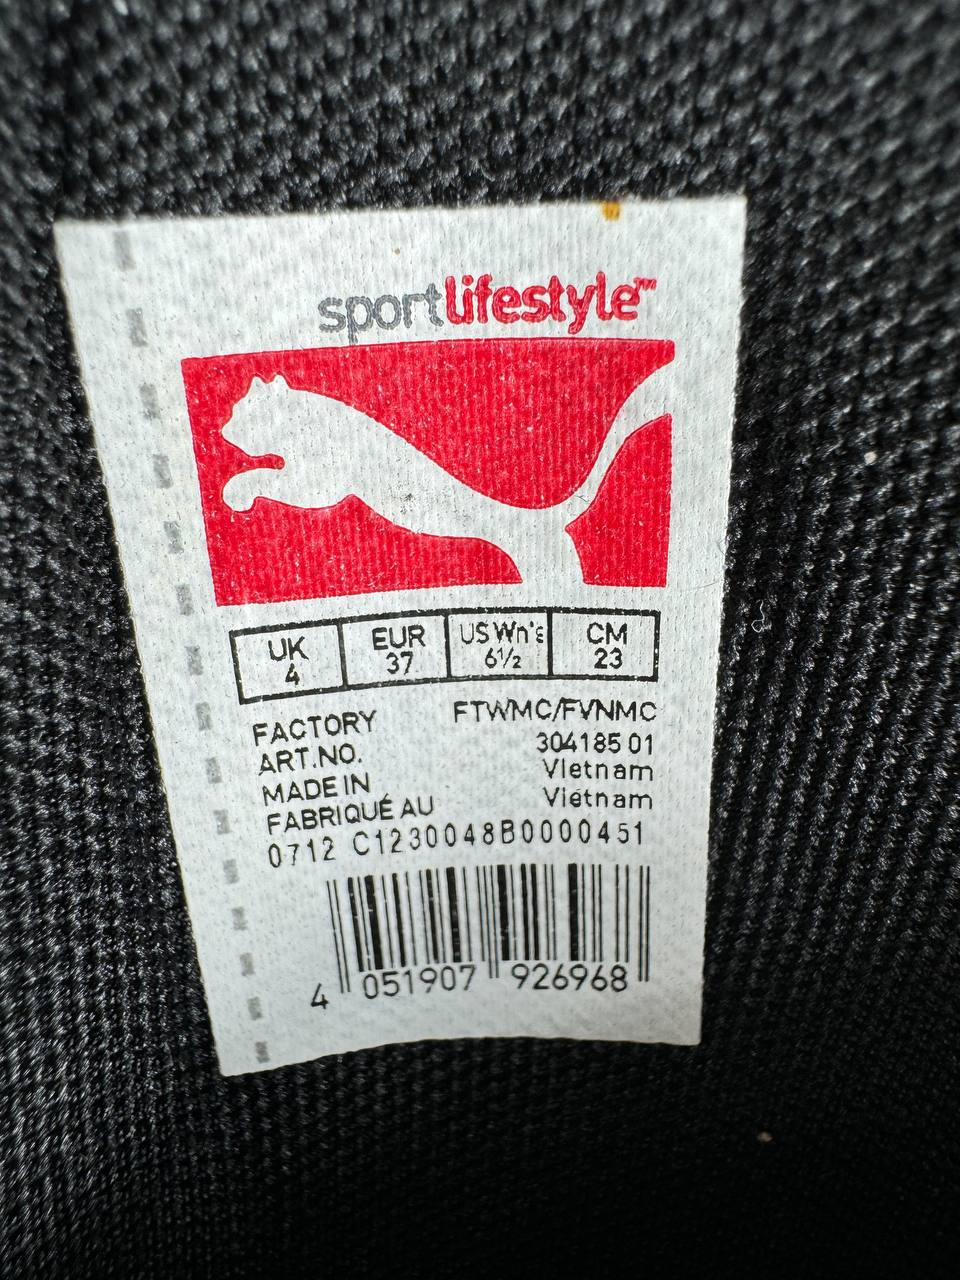 sportlifestyle™
UK EUR US Wn's CM
4 37 6½ 23
FACTORY FTWMC/FVNMC
ART.NO. 304185 01
MADE IN Vietnam
FABRIQUÉ AU Vietnam
0712 C1230048B0000451
4 051907 926968